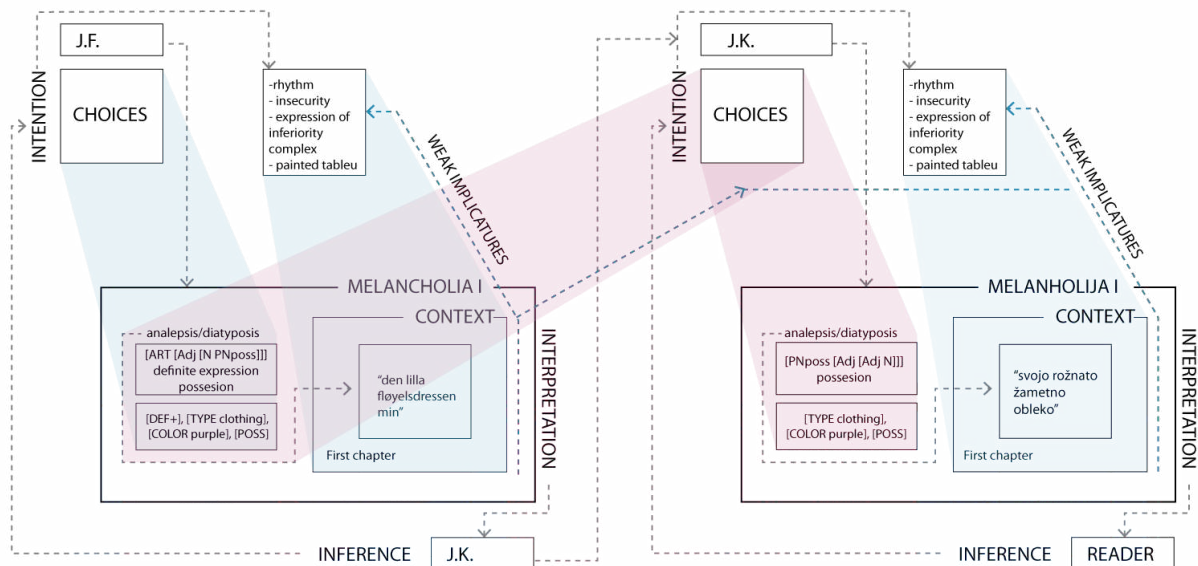 J.F.
INTENTION
CHOICES
-rhythm
- insecurity
- expression of
inferiority
complex
- painted tableu
WEAK IMPLICATURES
MELANCHOLIA I
CONTEXT
analepsis/diatyposis
[ART [Adj [N PNposs]]]
definite expression
possesion
[DEF+], [TYPE clothing],
[COLOR purple], [POSS]
“den lilla
fløyelsdressen
min”
First chapter
INTERPRETATION
INFERENCE
J.K.
J.K.
INTENTION
CHOICES
-rhythm
- insecurity
- expression of
inferiority
complex
- painted tableu
WEAK IMPLICATURES
MELANHOLIJA I
CONTEXT
analepsis/diatyposis
[PNposs [Adj [Adj N]]]
possesion
[TYPE clothing],
[COLOR purple], [POSS]
“svojo rožnato
žametno
obleko”
First chapter
INTERPRETATION
INFERENCE
READER